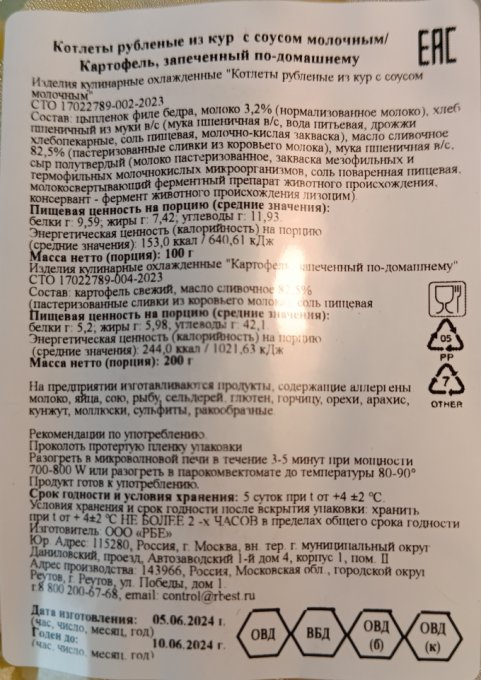 Котлеты рубленые из кур с соусом молочным/
Картофель, запеченный по-домашнему
EAC
Изделия кулинарные охлажденные "Котлеты рубленые из кур с соусом
молочным"
СТО 17022789-002-2023
Состав: цыпленок филе бедра, молоко 3,2% (нормализованное молоко), хлеб
пшеничный из муки в/с (мука пшеничная в/с, вода питьевая, дрожжи
хлебопекарные, соль пищевая, молочно-кислая закваска), масло сливочное
82,5% (пастеризованные сливки из коровьего молока), мука пшеничная в/с,
сыр полутвердый (молоко пастеризованное, закваска мезофильных и
термофильных молочнокислых микроорганизмов, соль поваренная пищевая,
молокосвертывающий ферментный препарат животного происхождения,
консервант - фермент животного происхождения лизоцим).
Пищевая ценность на порцию (средние значения):
белки г: 9,59; жиры г: 7,42; углеводы г: 11,93.
Энергетическая ценность (калорийность) на порцию
(средние значения): 153,0 ккал / 640,61 кДж
Масса нетто (порция): 100 г
Изделия кулинарные охлажденные "Картофель, запеченный по-домашнему"
СТО 17022789-004-2023
Состав: картофель свежий, масло сливочное 82,5%
(пастеризованные сливки из коровьего молока), соль пищевая
Пищевая ценность на порцию (средние значения):
белки г: 5,2; жиры г: 5,98, углеводы г: 42,1.
Энергетическая ценность (калорийность) на порцию
(средние значения): 244,0 ккал / 1021,63 кДж
Масса нетто (порция): 200 г
05
PP
7
OTHER
На предприятии изготавливаются продукты, содержащие аллергены
молоко, яйца, сою, рыбу, сельдерей, глютен, горчицу, орехи, арахис,
кунжут, моллюски, сульфиты, ракообразные
Рекомендации по употреблению.
Проколоть протертую пленку упаковки
Разогреть в микроволновой печи в течение 3-5 минут при мощности
700-800 W или разогреть в парокомвектомате до температуры 80-90°
Продукт готов к употреблению.
Срок годности и условия хранения: 5 суток при t от +4 ±2 °С.
Условия хранения и срок годности после вскрытия упаковки: хранить
при t от + 4±2 °С НЕ БОЛЕЕ 2 -х ЧАСОВ в пределах общего срока годности
Изготовитель: ООО «РБЕ»
Юр. Адрес: 115280, Россия, г. Москва, вн. тер. г. муниципальный округ
Даниловский, проезд, Автозаводский 1-й дом 4, корпус 1, пом. II
Адрес производства: 143966, Россия, Московская обл., городской округ
Реутов, г. Реутов, ул. Победы, дом 1.
т.8 800 200-67-68, email: control@rbest.ru
Дата изготовления: 05.06.2024 г.
(час, число, месяц, год)
Годен до: 10.06.2024 г.
(час, число, месяц, год)
ОВД
ВБД
ОВД
(б)
ОВД
(к)